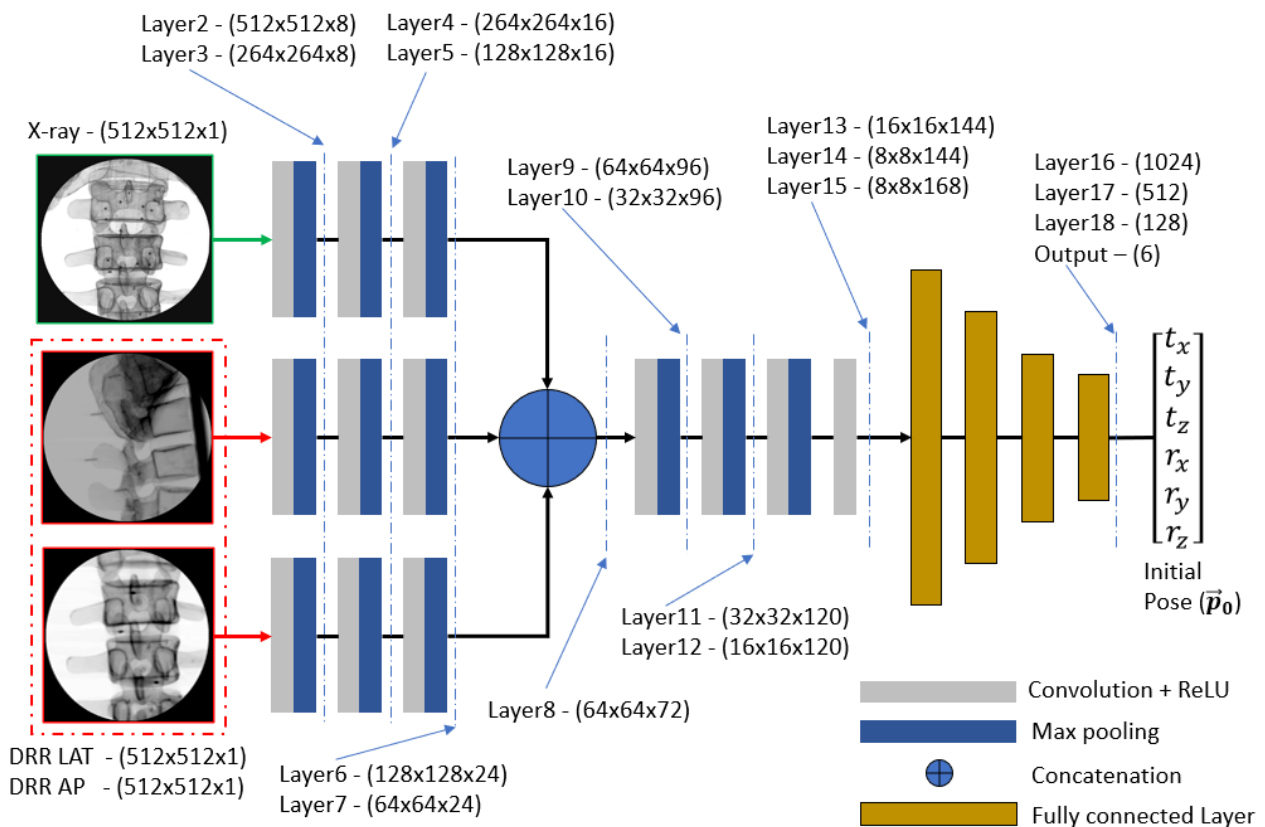 Layer2 - (512x512x8)
Layer3 - (264x264x8)
Layer4 - (264x264x16)
Layer5 - (128x128x16)
X-ray - (512x512x1)
Layer9 - (64x64x96)
Layer10 - (32x32x96)
Layer13 - (16x16x144)
Layer14 - (8x8x144)
Layer15 - (8x8x168)
Layer16 - (1024)
Layer17 - (512)
Layer18 - (128)
Output – (6)
t_x
t_y
t_z
r_x
r_y
r_z
Initial
Pose (p⃗₀)
Layer11 - (32x32x120)
Layer12 - (16x16x120)
Layer8 - (64x64x72)
DRR LAT - (512x512x1)
DRR AP - (512x512x1)
Layer6 - (128x128x24)
Layer7 - (64x64x24)
Convolution + ReLU
Max pooling
Concatenation
Fully connected Layer